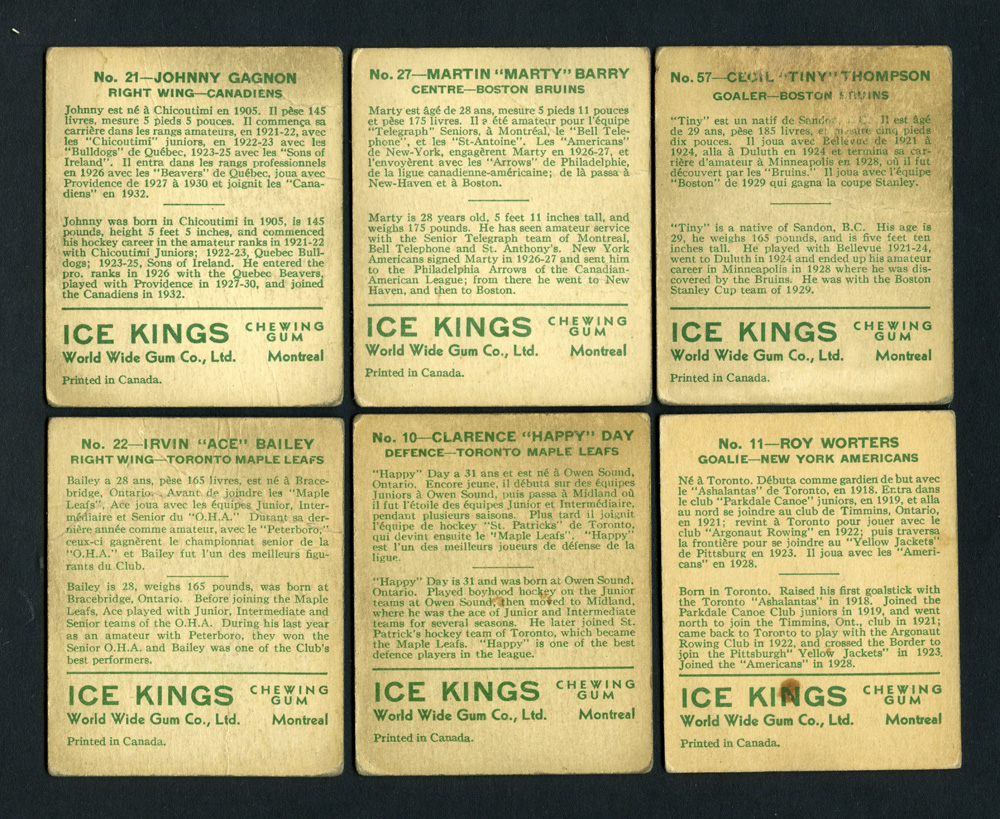 No. 21—JOHNNY GAGNON
RIGHT WING—CANADIENS
Johnny est né à Chicoutimi en 1905. Il pèse 145
livres, mesure 5 pieds 5 pouces. Il commença sa
carrière dans les rangs amateurs, en 1921-22, avec
les "Chicoutimi" juniors, en 1922-23 avec les
"Bulldogs" de Québec, 1923-25 avec les "Sons of
Ireland". Il entra dans les rangs professionnels
en 1926 avec les "Beavers" de Québec, joua avec
Providence de 1927 à 1930 et joignit les "Cana-
diens" en 1932.
Johnny was born in Chicoutimi in 1905, is 145
pounds, height 5 feet 5 inches, and commenced
his hockey career in the amateur ranks in 1921-22
with Chicoutimi Juniors; 1922-23, Quebec Bull-
dogs; 1923-25, Sons of Ireland. He entered the
pro. ranks in 1926 with the Quebec Beavers,
played with Providence in 1927-30, and joined
the Canadiens in 1932.
ICE KINGS CHEWING GUM
World Wide Gum Co., Ltd. Montreal
Printed in Canada.
No. 27—MARTIN "MARTY" BARRY
CENTRE—BOSTON BRUINS
Marty est âgé de 28 ans, mesure 5 pieds 11 pouces
et pèse 175 livres. Il a été amateur pour l'équipe
"Telegraph" Seniors, à Montréal, le "Bell Tele-
phone", et les "St-Antoine". Les "Americans"
de New-York, engagèrent Marty en 1926-27, et
l'envoyèrent avec les "Arrows" de Philadelphie,
de la ligue canadienne-américaine; de là passa à
New-Haven et à Boston.
Marty is 28 years old, 5 feet 11 inches tall, and
weighs 175 pounds. He has seen amateur service
with the Senior Telegraph team of Montreal,
Bell Telephone and St. Anthony's. New York
Americans signed Marty in 1926-27 and sent him
to the Philadelphia Arrows of the Canadian-
American League; from there he went to New
Haven, and then to Boston.
ICE KINGS CHEWING GUM
World Wide Gum Co., Ltd. Montreal
Printed in Canada.
No. 57—CECIL "TINY" THOMPSON
GOALER—BOSTON BRUINS
"Tiny" est un natif de Sandon, C. Il est âgé
de 29 ans, pèse 185 livres, et mesure cinq pieds
dix pouces. Il joua avec Bellevue de 1921 à
1924, alla à Duluth en 1924 et termina sa car-
rière d'amateur à Minneapolis en 1928, où il fut
découvert par les "Bruins." Il joua avec l'équipe
"Boston" de 1929 qui gagna la coupe Stanley.
"Tiny" is a native of Sandon, B.C. His age is
29, he weighs 165 pounds, and is five feet ten
inches tall. He played with Bellevue 1921-24,
went to Duluth in 1924 and ended up his amateur
career in Minneapolis in 1928 where he was dis-
covered by the Bruins. He was with the Boston
Stanley Cup team of 1929.
ICE KINGS CHEWING GUM
World Wide Gum Co., Ltd. Montreal
Printed in Canada.
No. 22—IRVIN "ACE" BAILEY
RIGHT WING—TORONTO MAPLE LEAFS
Bailey a 28 ans, pèse 165 livres, est né à Brace-
bridge, Ontario. Avant de joindre les "Maple
Leafs", Ace joua avec les équipes Junior, Inter-
médiaire et Senior du "O.H.A." Durant sa der-
nière année comme amateur, avec le "Peterboro,"
ceux-ci gagnèrent le championnat senior de la
"O.H.A." et Bailey fut l'un des meilleurs figu-
rants du Club.
Bailey is 28, weighs 165 pounds, was born at
Bracebridge, Ontario. Before joining the Maple
Leafs, Ace played with Junior, Intermediate and
Senior teams of the O.H.A. During his last year
as an amateur with Peterboro, they won the
Senior O.H.A. and Bailey was one of the Club's
best performers.
ICE KINGS CHEWING GUM
World Wide Gum Co., Ltd. Montreal
Printed in Canada.
No. 10—CLARENCE "HAPPY" DAY
DEFENCE—TORONTO MAPLE LEAFS
"Happy" Day a 31 ans et est né à Owen Sound,
Ontario. Encore jeune, il débuta sur des équipes
Juniors à Owen Sound, puis passa à Midland où
il fut l'étoile des équipes Junior et Intermédiaire,
pendant plusieurs saisons. Plus tard il joignit
l'équipe de hockey "St. Patricks" de Toronto,
qui devint ensuite le "Maple Leafs". "Happy"
est l'un des meilleurs joueurs de défense de la
ligue.
"Happy" Day is 31 and was born at Owen Sound,
Ontario. Played boyhood hockey on the Junior
teams at Owen Sound, then moved to Midland,
where he was the ace of Junior and Intermediate
teams for several seasons. He later joined St.
Patrick's hockey team of Toronto, which became
the Maple Leafs. "Happy" is one of the best
defence players in the league.
ICE KINGS CHEWING GUM
World Wide Gum Co., Ltd. Montreal
Printed in Canada.
No. 11—ROY WORTERS
GOALIE—NEW YORK AMERICANS
Né à Toronto. Débuta comme gardien de but avec
le "Ashalantas" de Toronto, en 1918. Entra dans
le club "Parkdale Canoe" juniors, en 1919, et alla
au nord se joindre au club de Timmins, Ontario,
en 1921; revint à Toronto pour jouer avec le
club "Argonaut Rowing" en 1922; puis traversa
la frontière pour se joindre au "Yellow Jackets"
de Pittsburg en 1923. Il joua avec les "Ameri-
cans" en 1928.
Born in Toronto. Raised his first goalstick with
the Toronto "Ashalantas" in 1918. Joined the
Parkdale Canoe Club juniors in 1919, and went
north to join the Timmins, Ont., club in 1921;
came back to Toronto to play with the Argonaut
Rowing Club in 1922, and crossed the Border to
join the Pittsburgh" Yellow Jackets" in 1923.
Joined the "Americans" in 1928.
ICE KINGS CHEWING GUM
World Wide Gum Co., Ltd. Montreal
Printed in Canada.